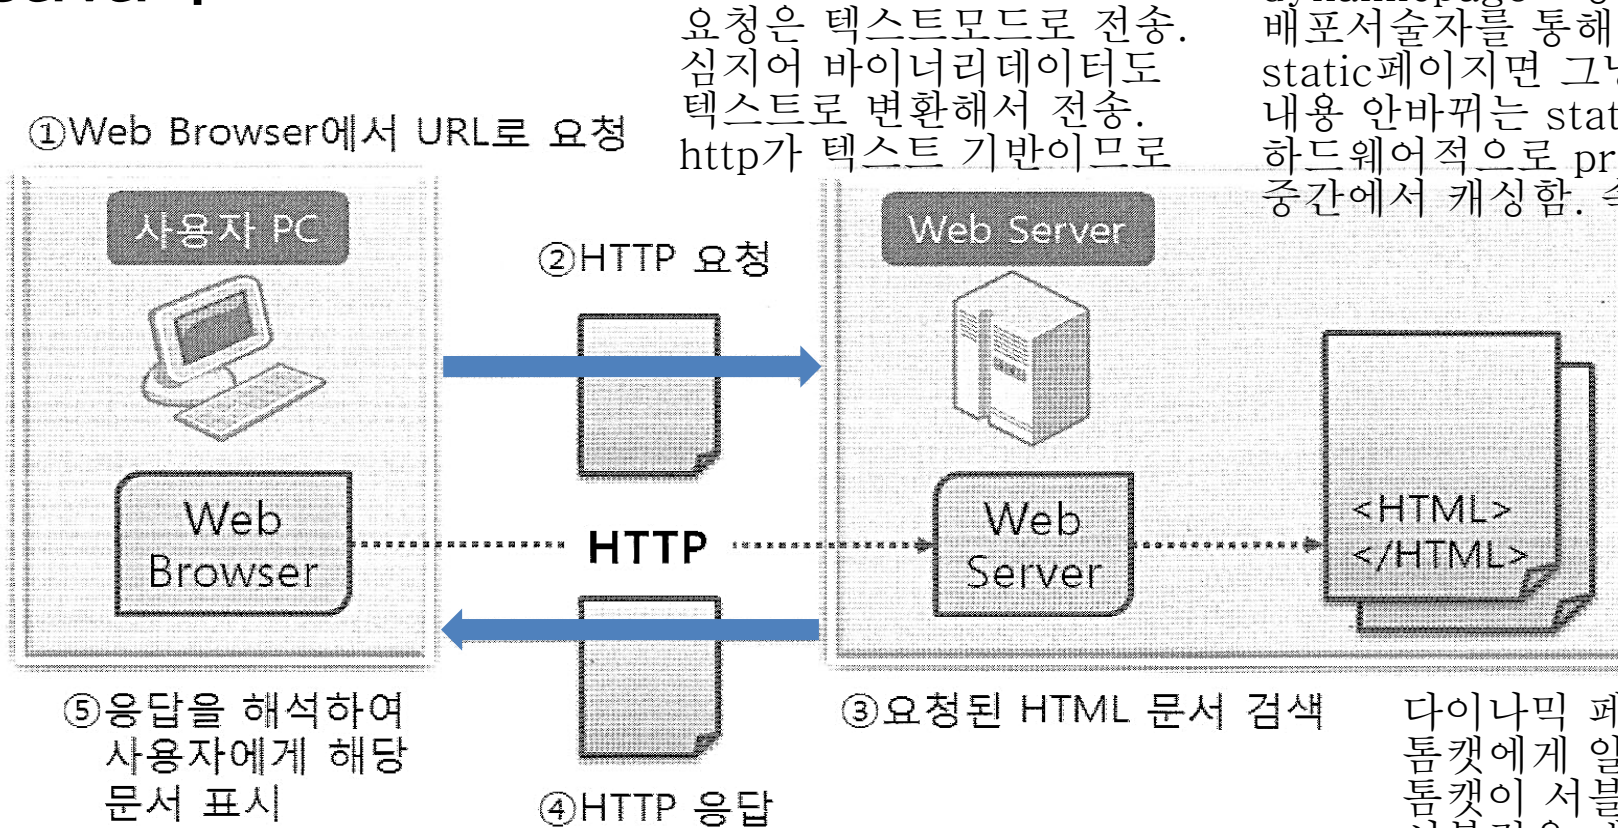 요청은 텍스트모드로 전송.
심지어 바이너리데이터도
텍스트로 변환해서 전송.
http가 텍스트 기반이므로
배포서술자를 통해
static페이지면
내용 안바뀌는
하드웨어적으로
중간에서 캐싱함.
①Web Browser에서 URL로 요청
사용자 PC
②HTTP 요청
Web Server
Web
Browser
HTTP
Web
Server
<HTML>
</HTML>
⑤응답을 해석하여
사용자에게 해당
문서 표시
④HTTP 응답
③요청된 HTML 문서 검색
다이나믹
톰캣에게
톰캣이